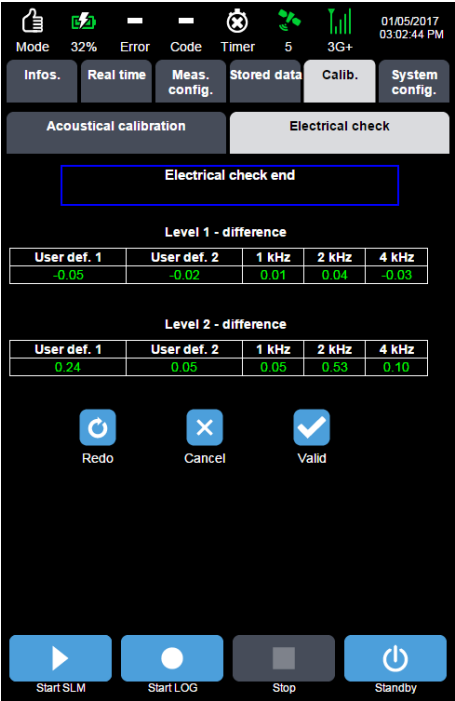 01/05/2017
03:02:44 PM
Mode 32% Error Code Timer 5 3G+
Infos. Real time Meas. config. Stored data Calib. System config.
Acoustical calibration Electrical check
Electrical check end
Level 1 - difference
User def. 1 User def. 2 1 kHz 2 kHz 4 kHz
-0.05 -0.02 0.01 0.04 -0.03
Level 2 - difference
User def. 1 User def. 2 1 kHz 2 kHz 4 kHz
0.24 0.05 0.05 0.53 0.10
Redo Cancel Valid
Start SLM Start LOG Stop Standby